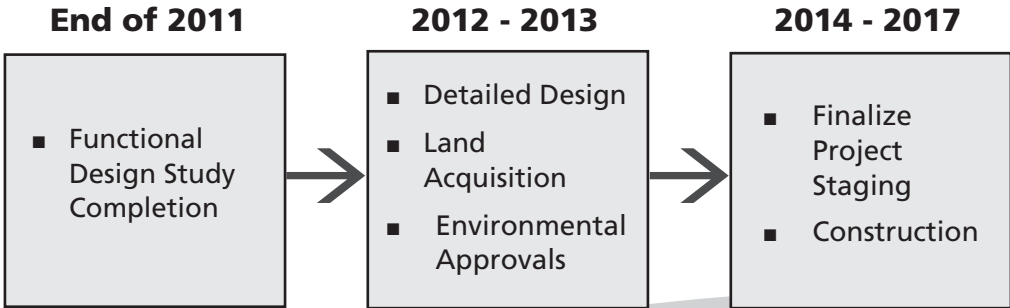 End of 2011
■ Functional
Design Study
Completion
2012 - 2013
■ Detailed Design
■ Land
Acquisition
■ Environmental
Approvals
2014 - 2017
■ Finalize
Project
Staging
■ Construction